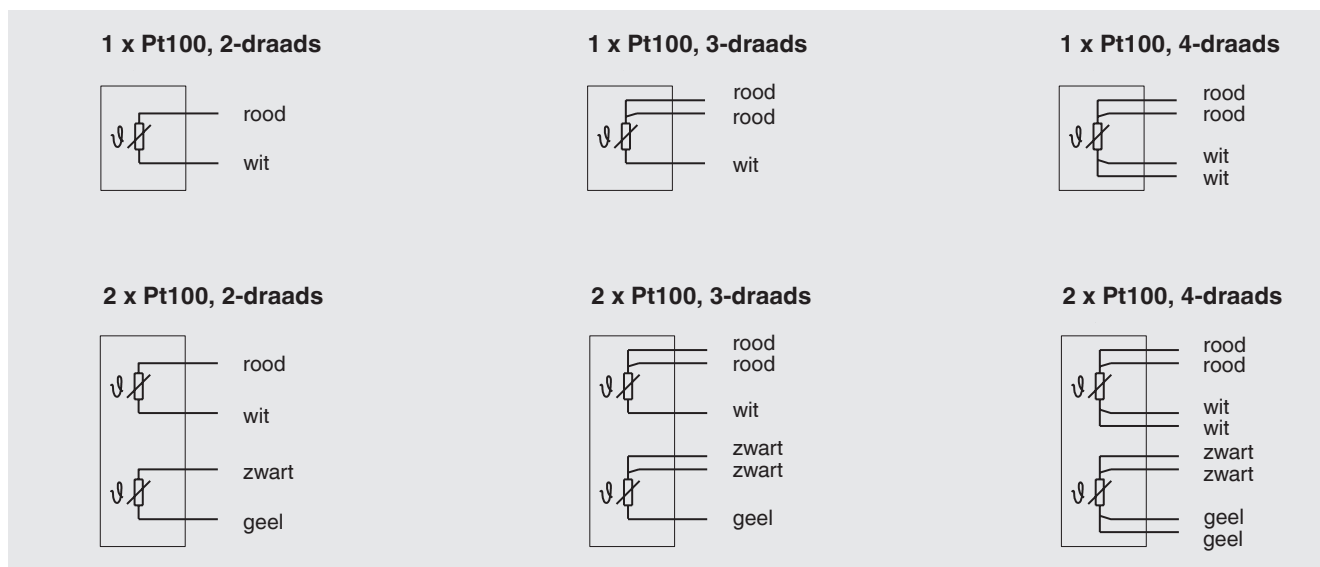 1 x Pt100, 2-draads
ϑ
rood
wit
1 x Pt100, 3-draads
ϑ
rood
rood
wit
1 x Pt100, 4-draads
ϑ
rood
rood
wit
wit
2 x Pt100, 2-draads
ϑ
rood
wit
ϑ
zwart
geel
2 x Pt100, 3-draads
ϑ
rood
rood
wit
ϑ
zwart
zwart
geel
2 x Pt100, 4-draads
ϑ
rood
rood
wit
wit
ϑ
zwart
zwart
geel
geel